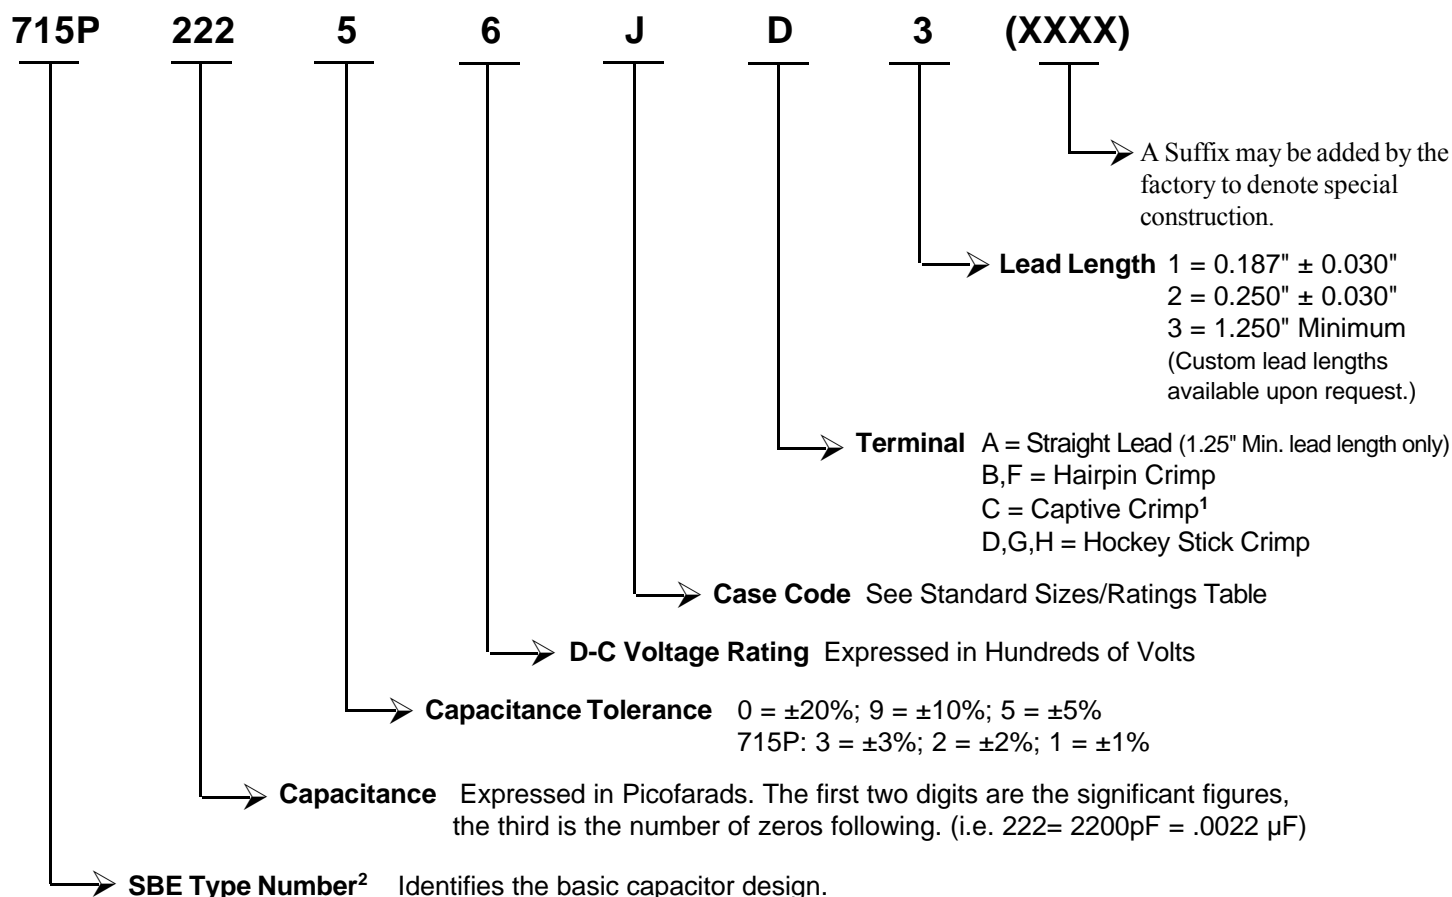 715P 222 5 6 J D 3 (XXXX)
A Suffix may be added by the
factory to denote special
construction.
Lead Length 1 = 0.187" ± 0.030"
2 = 0.250" ± 0.030"
3 = 1.250" Minimum
(Custom lead lengths
available upon request.)
Terminal A = Straight Lead (1.25" Min. lead length only)
B,F = Hairpin Crimp
C = Captive Crimp¹
D,G,H = Hockey Stick Crimp
Case Code See Standard Sizes/Ratings Table
D-C Voltage Rating Expressed in Hundreds of Volts
Capacitance Tolerance 0 = ±20%; 9 = ±10%; 5 = ±5%
715P: 3 = ±3%; 2 = ±2%; 1 = ±1%
Capacitance Expressed in Picofarads. The first two digits are the significant figures,
the third is the number of zeros following. (i.e. 222= 2200pF = .0022 µF)
SBE Type Number² Identifies the basic capacitor design.